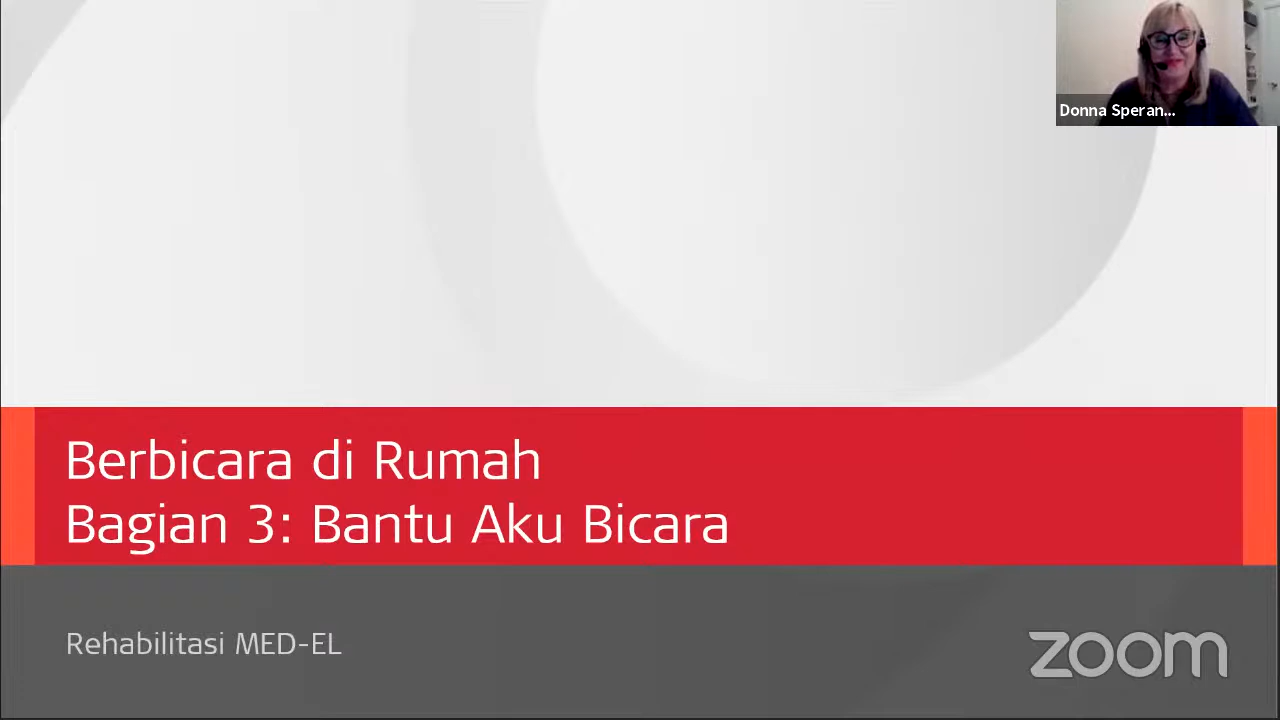 Donna Speran...
Berbicara di Rumah
Bagian 3: Bantu Aku Bicara
Rehabilitasi MED-EL
zoom